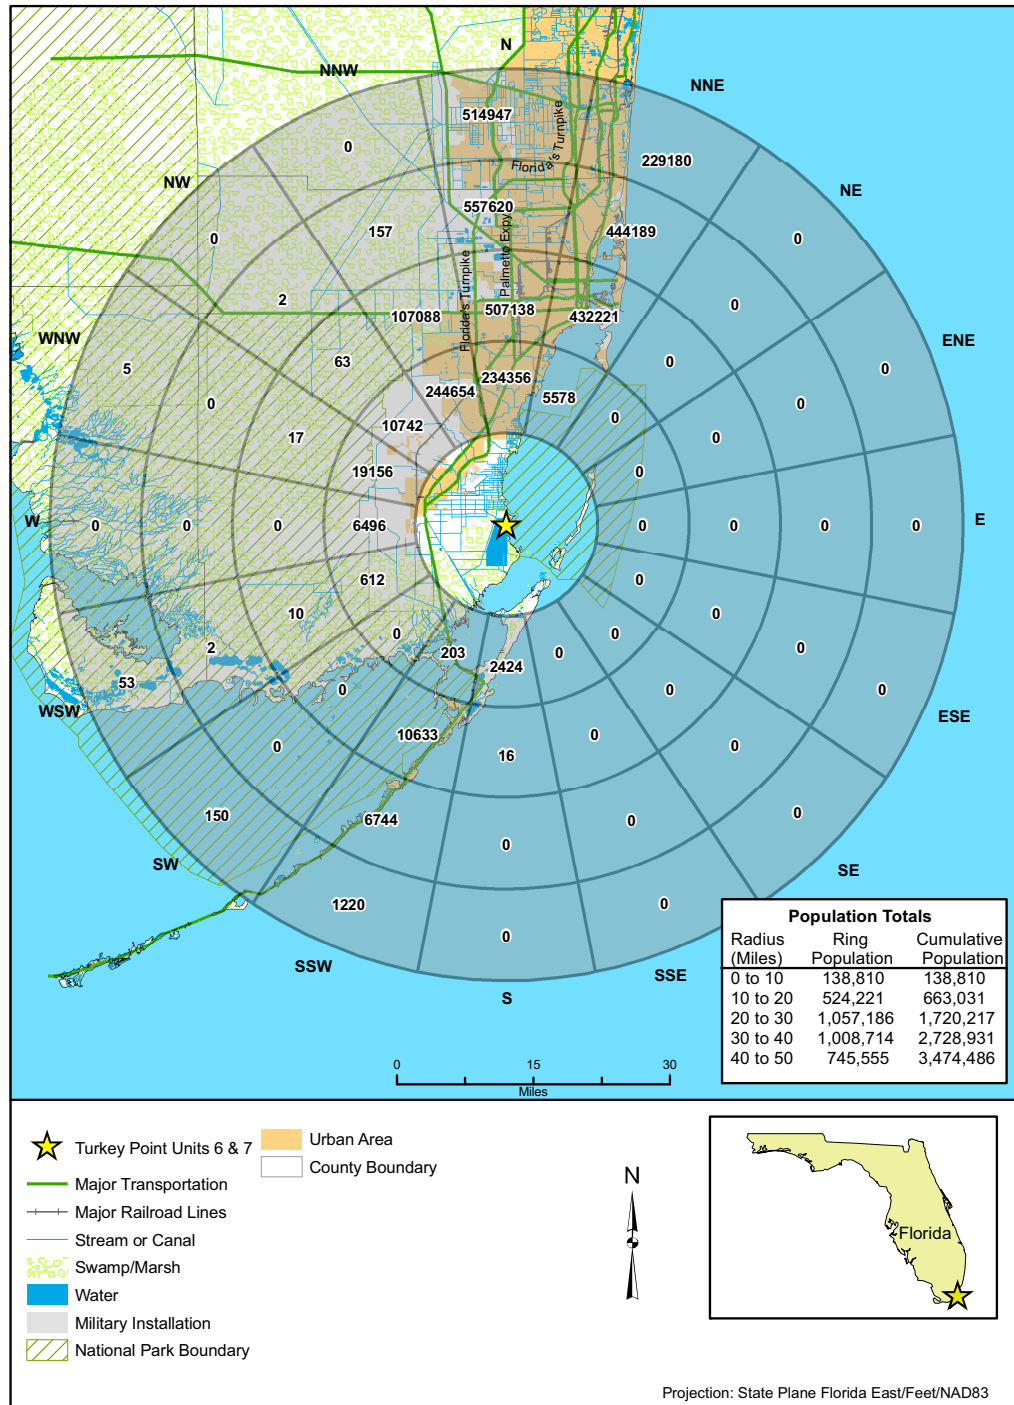 N
NNW
NNE
514947
Florida's Turnpike
0
229180
NW
NE
557620
Palmetto Expy
157
444189
0
0
Florida's Turnpike
2
0
107088
507138
432221
WNW
ENE
63
0
5
0
234356
244654
5578
0
0
0
10742
17
0
19156
0
W
0
0
0
6496
0
0
0
0
E
612
0
10
0
0
0
0
2
203
2424
0
53
0
0
0
WSW
ESE
10633
0
0
0
16
150
6744
0
0
0
SW
SE
1220
0
0
SSW
SSE
S
Population Totals
Radius Ring Cumulative
(Miles) Population Population
0 to 10 138,810 138,810
10 to 20 524,221 663,031
20 to 30 1,057,186 1,720,217
30 to 40 1,008,714 2,728,931
40 to 50 745,555 3,474,486
0 15 30
Miles
Turkey Point Units 6 & 7
Major Transportation
Major Railroad Lines
Stream or Canal
Swamp/Marsh
Water
Military Installation
National Park Boundary
Urban Area
County Boundary
N
Florida
Projection: State Plane Florida East/Feet/NAD83